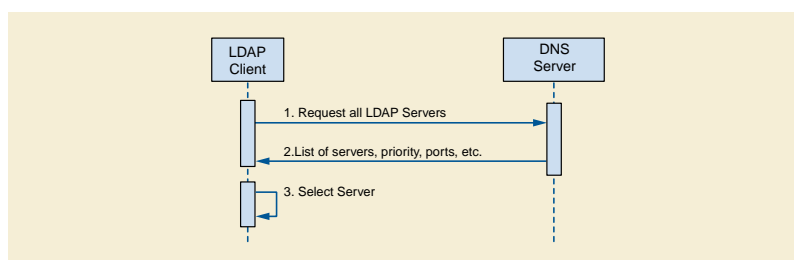 LDAP
Client
DNS
Server
1. Request all LDAP Servers
2.List of servers, priority, ports, etc.
3. Select Server